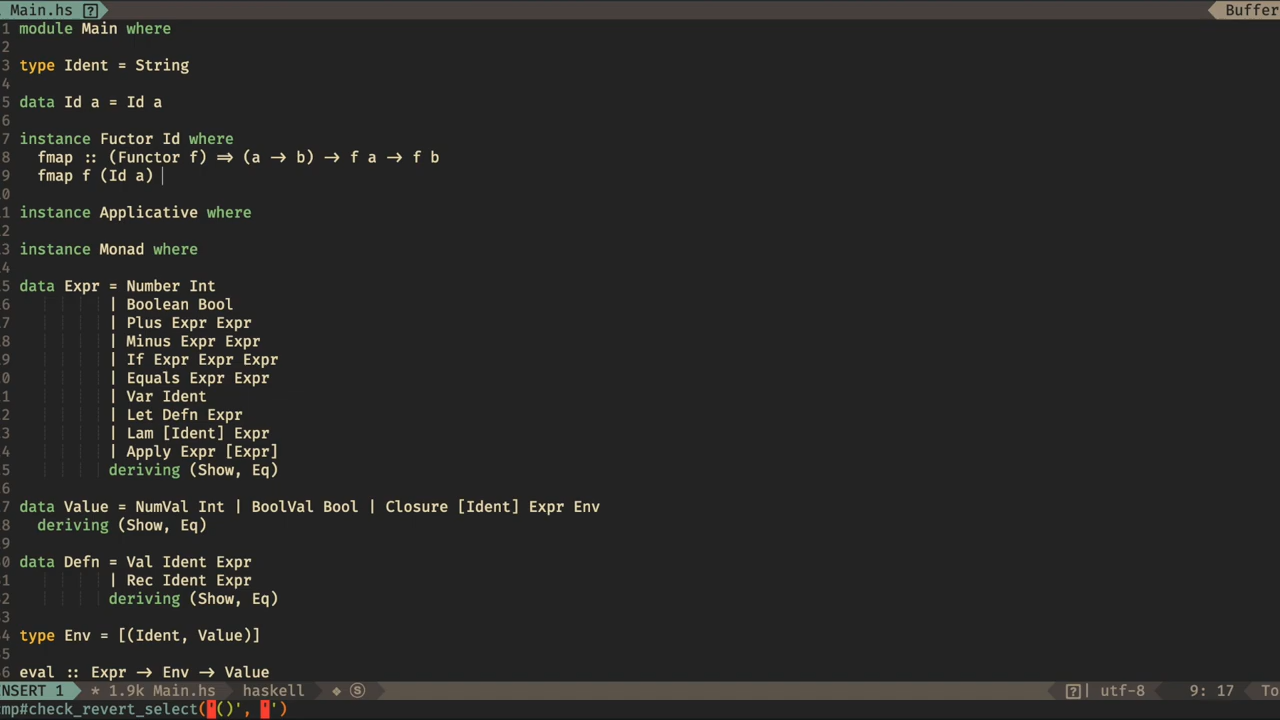 Main.hs [?] Buffer
1 module Main where
2
3 type Ident = String
4
5 data Id a = Id a
6
7 instance Fuctor Id where
8 fmap :: (Functor f) => (a -> b) -> f a -> f b
9 fmap f (Id a)
0
1 instance Applicative where
2
3 instance Monad where
4
5 data Expr = Number Int
6 | Boolean Bool
7 | Plus Expr Expr
8 | Minus Expr Expr
9 | If Expr Expr Expr
0 | Equals Expr Expr
1 | Var Ident
2 | Let Defn Expr
3 | Lam [Ident] Expr
4 | Apply Expr [Expr]
5 deriving (Show, Eq)
6
7 data Value = NumVal Int | BoolVal Bool | Closure [Ident] Expr Env
8 deriving (Show, Eq)
9
0 data Defn = Val Ident Expr
1 | Rec Ident Expr
2 deriving (Show, Eq)
3
4 type Env = [(Ident, Value)]
5
6 eval :: Expr -> Env -> Value
NSERT 1 * 1.9k Main.hs haskell ❖ ⓢ [?]| utf-8 9: 17 To
mp#check_revert_select('()', '')